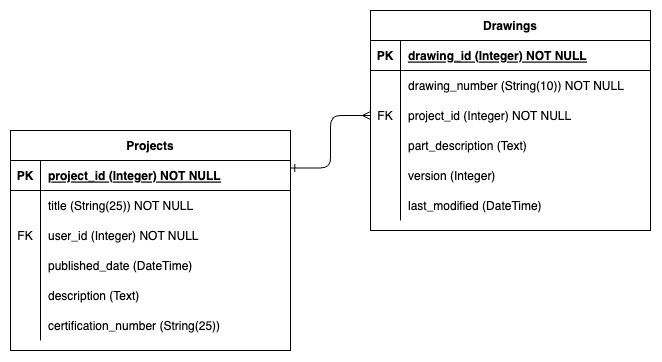 Drawings
PK drawing_id (Integer) NOT NULL
drawing_number (String(10)) NOT NULL
FK project_id (Integer) NOT NULL
part_description (Text)
version (Integer)
last_modified (DateTime)
Projects
PK project_id (Integer) NOT NULL
title (String(25)) NOT NULL
FK user_id (Integer) NOT NULL
published_date (DateTime)
description (Text)
certification_number (String(25))